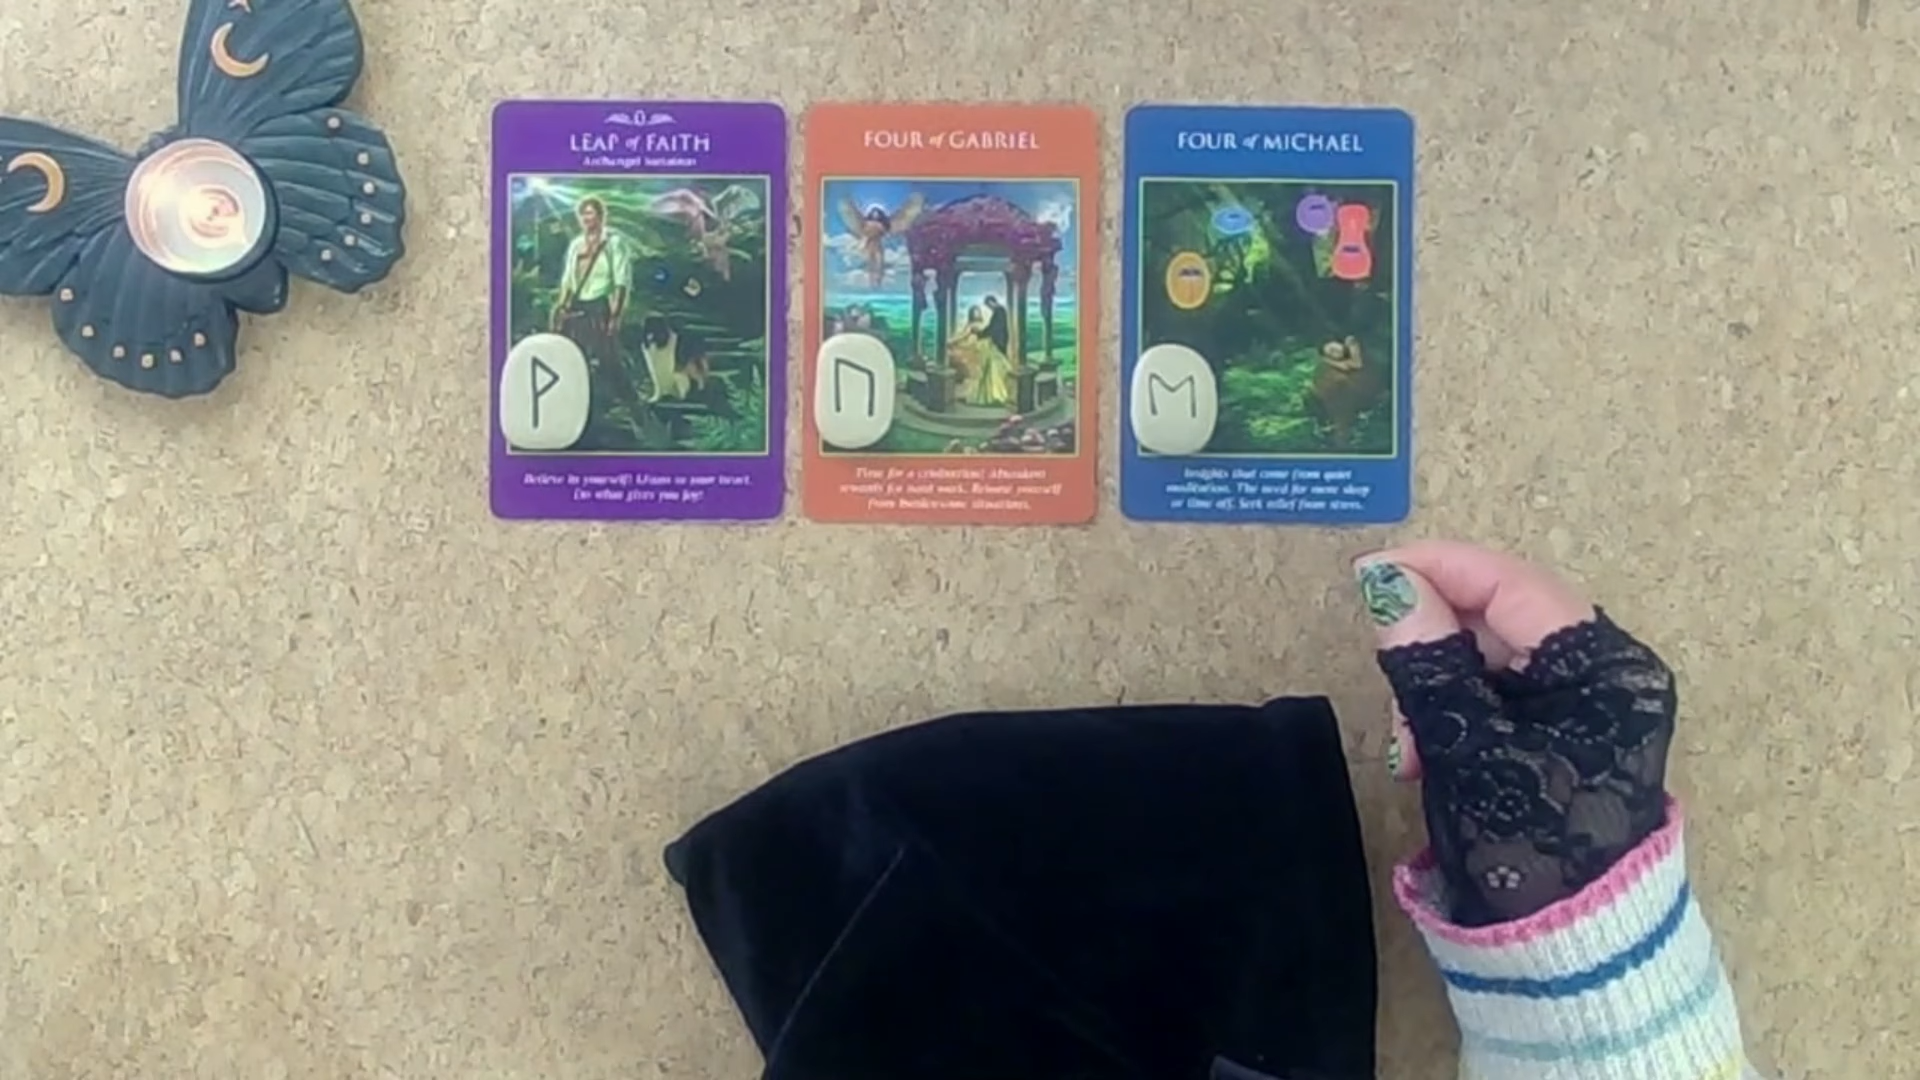 0
LEAP of FAITH
Archangel Metatron
Believe in yourself! Listen to your heart.
Do what gives you joy!
FOUR of GABRIEL
Time for a celebration! Abundant
rewards for hard work. Release yourself
from burdensome situations.
FOUR of MICHAEL
Insights that come from quiet
meditation. The need for more sleep
or time off. Seek relief from stress.
ᚹ
ᚢ
ᛖ